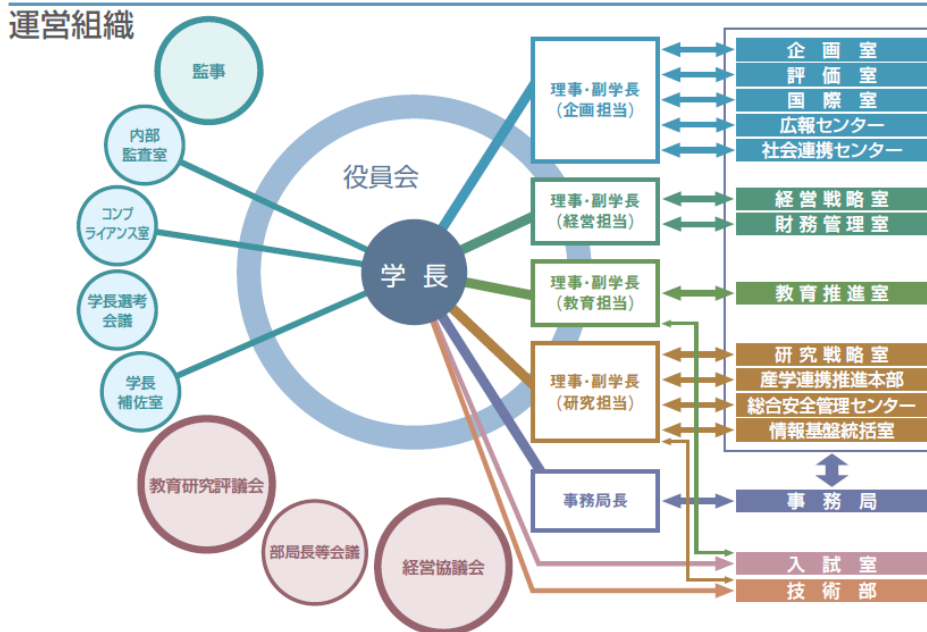 運営組織
監事
内部
監査室
コンプ
ライアンス室
学長選考
会議
学長
補佐室
教育研究評議会
部局長等会議
経営協議会
役員会
学 長
理事・副学長
(企画担当)
理事・副学長
(経営担当)
理事・副学長
(教育担当)
理事・副学長
(研究担当)
事務局長
企 画 室
評 価 室
国 際 室
広報センター
社会連携センター
経 営 戦 略 室
財 務 管 理 室
教 育 推 進 室
研 究 戦 略 室
産学連携推進本部
総合安全管理センター
情報基盤統括室
事 務 局
入 試 室
技 術 部